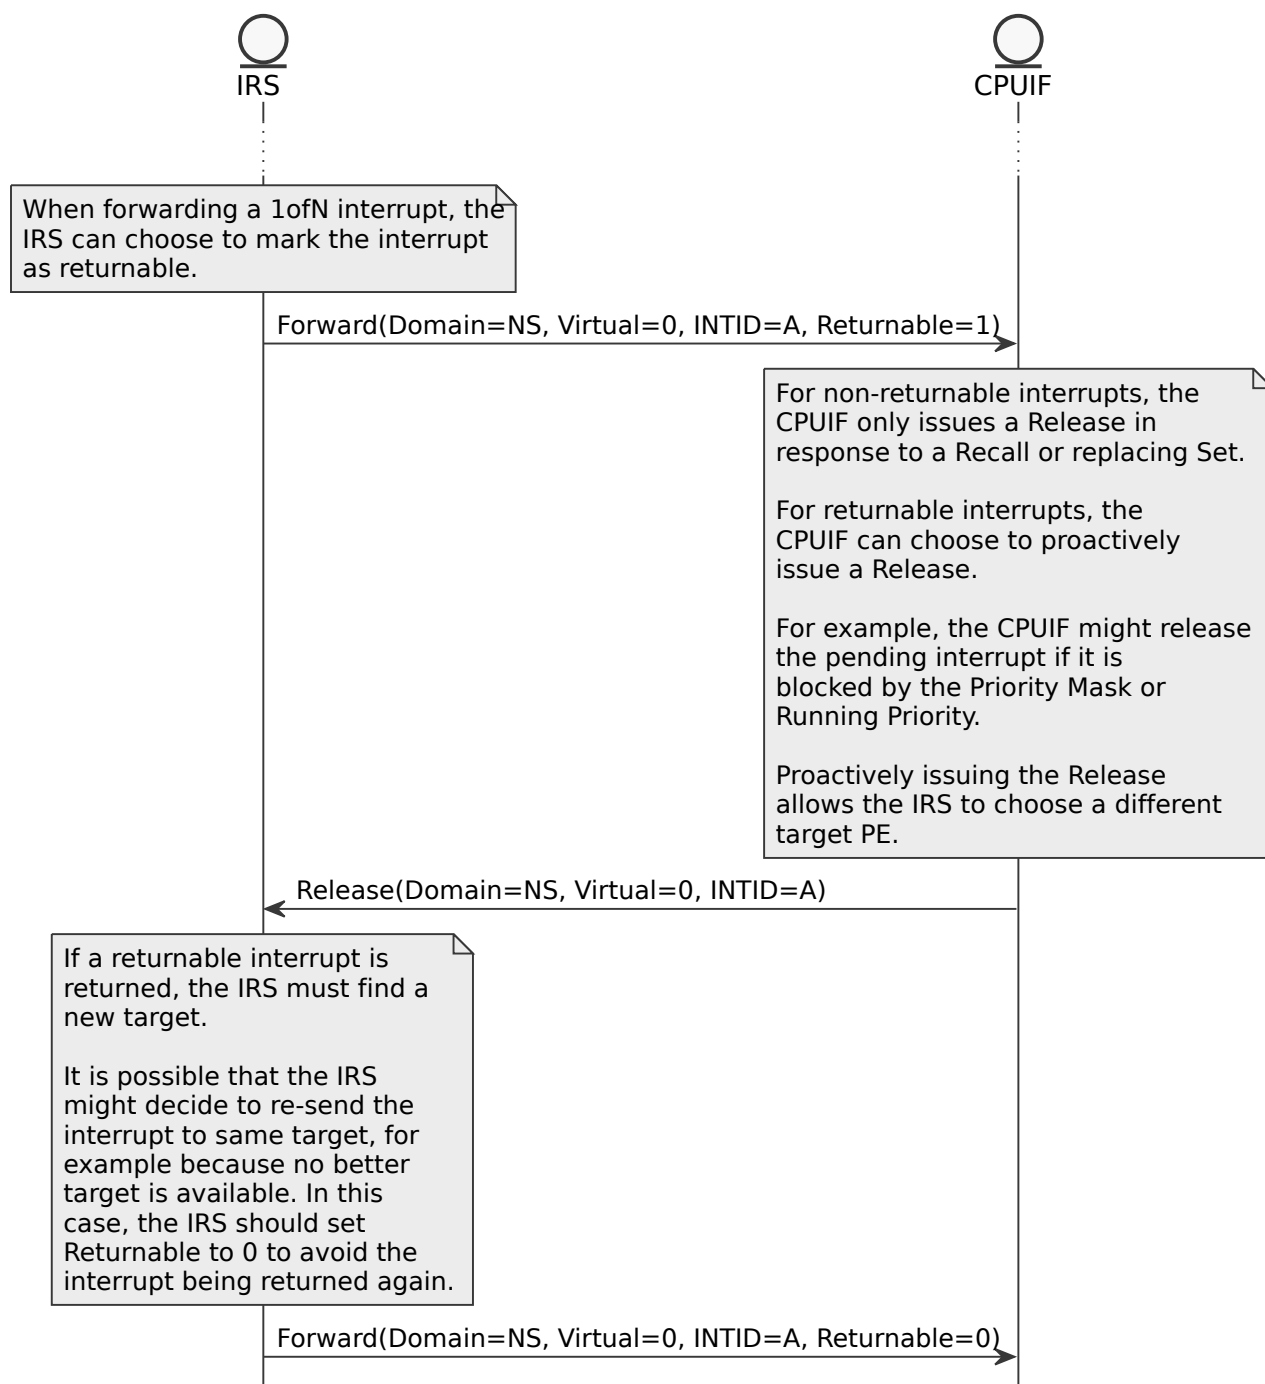 IRS
CPUIF
When forwarding a 1ofN interrupt, the
IRS can choose to mark the interrupt
as returnable.
Forward(Domain=NS, Virtual=0, INTID=A, Returnable=1)
For non-returnable interrupts, the
CPUIF only issues a Release in
response to a Recall or replacing Set.
For returnable interrupts, the
CPUIF can choose to proactively
issue a Release.
For example, the CPUIF might release
the pending interrupt if it is
blocked by the Priority Mask or
Running Priority.
Proactively issuing the Release
allows the IRS to choose a different
target PE.
Release(Domain=NS, Virtual=0, INTID=A)
If a returnable interrupt is
returned, the IRS must find a
new target.
It is possible that the IRS
might decide to re-send the
interrupt to same target, for
example because no better
target is available. In this
case, the IRS should set
Returnable to 0 to avoid the
interrupt being returned again.
Forward(Domain=NS, Virtual=0, INTID=A, Returnable=0)